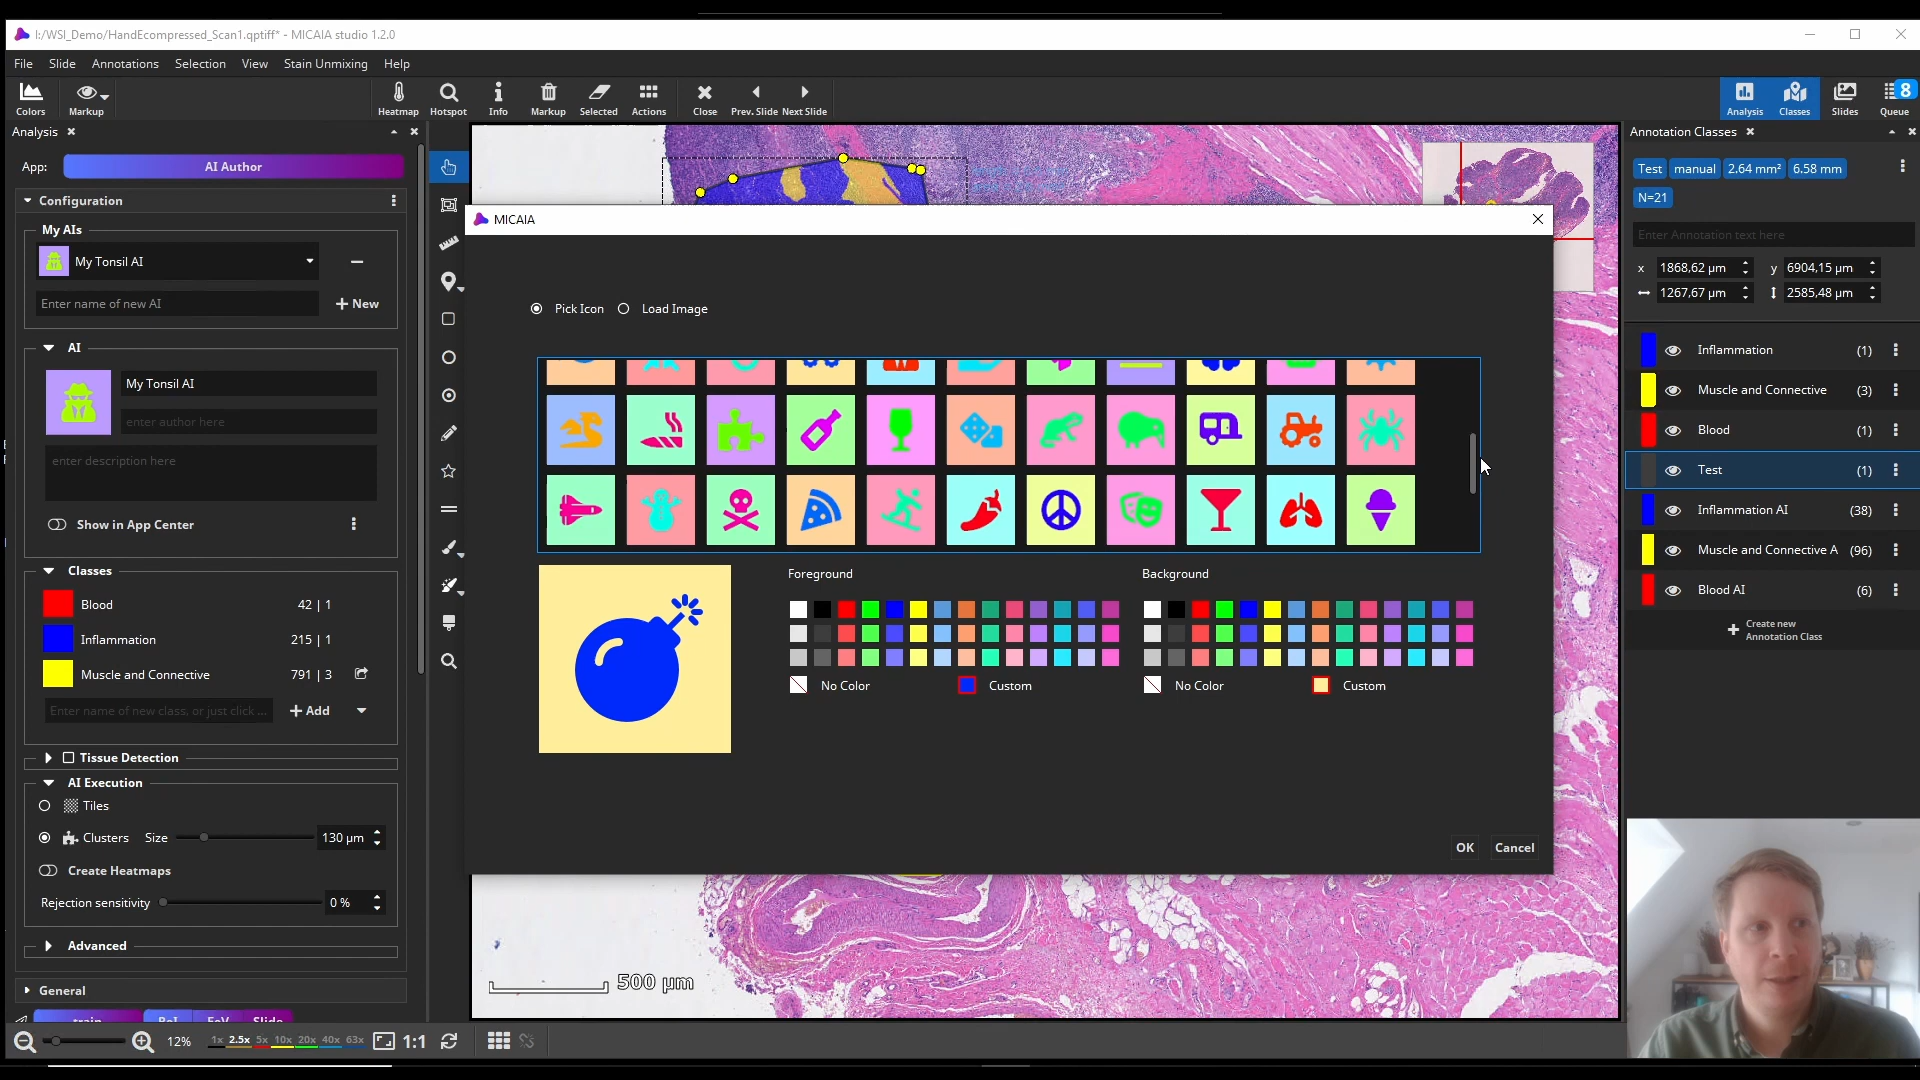 I:/WSI_Demo/HandEcompressed_Scan1.qptiff* - MICAIA studio 1.2.0
File Slide Annotations Selection View Stain Unmixing Help
Colors Markup Heatmap Hotspot Info Markup Selected Actions Close Prev. Slide Next Slide Analysis Classes Slides Queue 8
Analysis
App: AI Author
Configuration
My AIs
My Tonsil AI
Enter name of new AI + New
AI
My Tonsil AI
enter author here
enter description here
Show in App Center
Classes
Blood 42 | 1
Inflammation 215 | 1
Muscle and Connective 791 | 3
Enter name of new class, or just click ... + Add
Tissue Detection
AI Execution
Tiles
Clusters Size 130 µm
Create Heatmaps
Rejection sensitivity 0 %
Advanced
General
train RoI FoV Slide
12% 1x 2.5x 5x 10x 20x 40x 63x 1:1
MICAIA
Pick Icon Load Image
Foreground Background
No Color Custom No Color Custom
OK Cancel
500 µm
Annotation Classes
Test manual 2.64 mm² 6.58 mm
N=21
Enter Annotation text here
x 1868,62 µm y 6904,15 µm
1267,67 µm 2585,48 µm
Inflammation (1)
Muscle and Connective (3)
Blood (1)
Test (1)
Inflammation AI (38)
Muscle and Connective A (96)
Blood AI (6)
+ Create new
Annotation Class